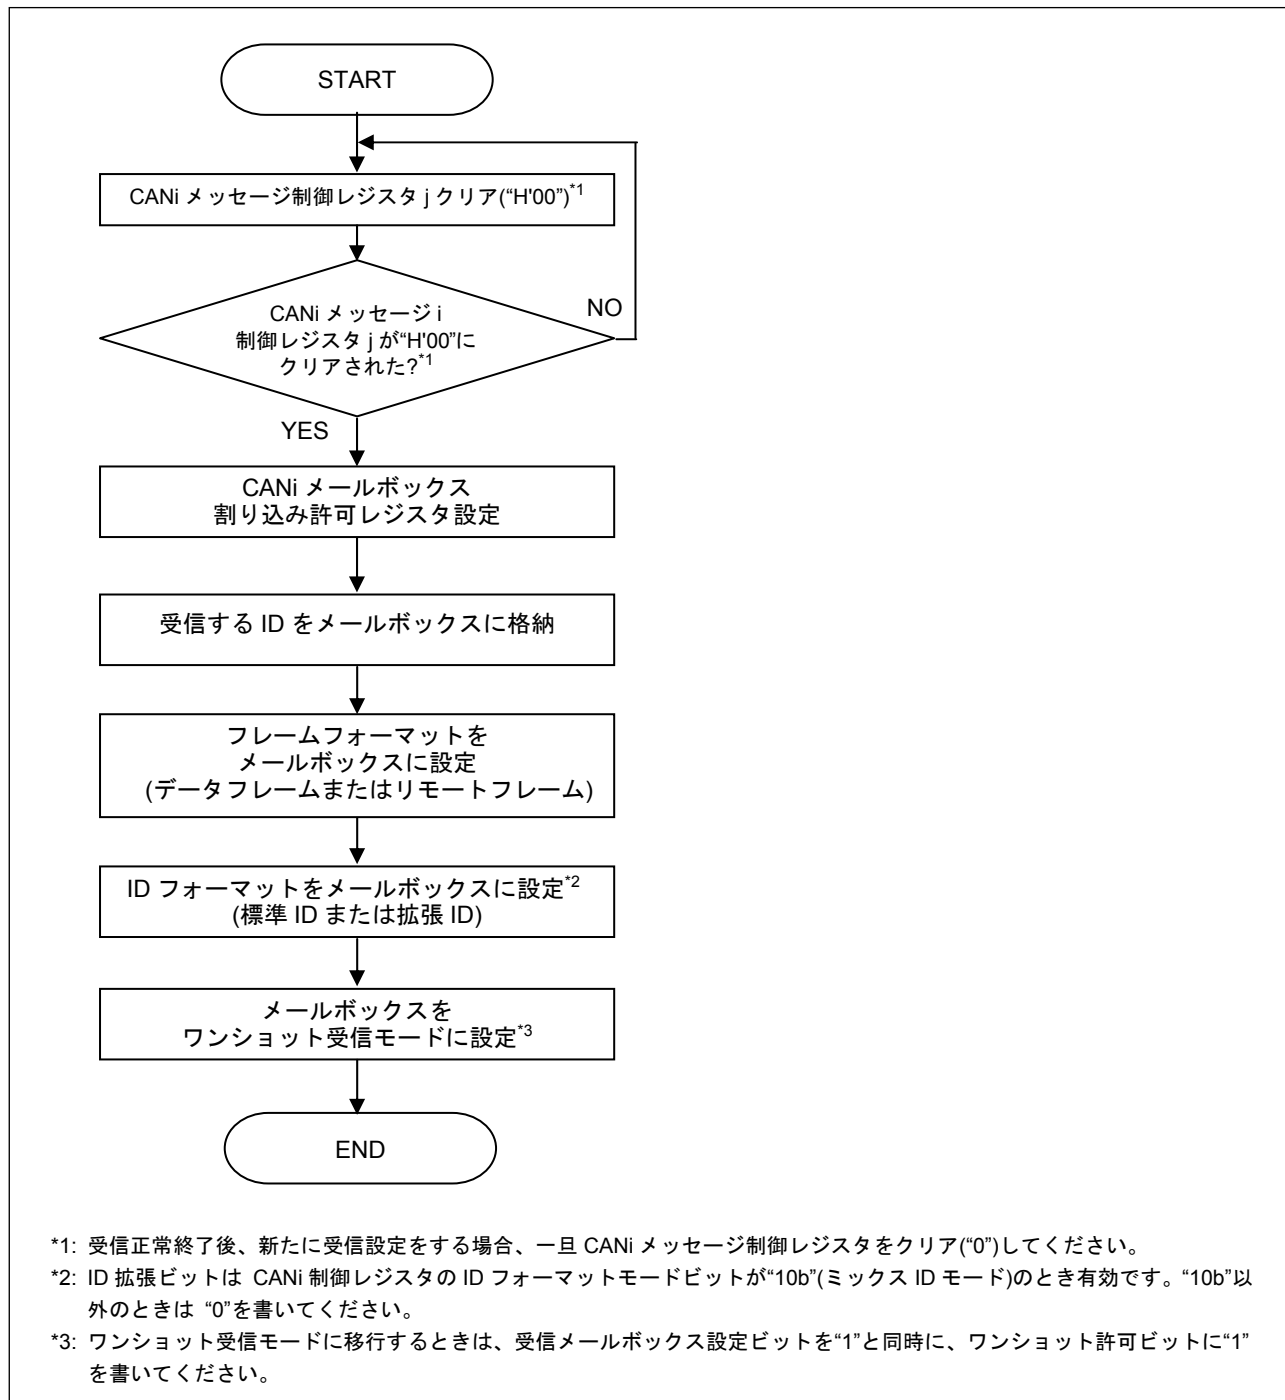 START
CANi メッセージ制御レジスタ j クリア(“H'00”)*1
CANi メッセージ i
制御レジスタ j が“H'00”に
クリアされた?*1
NO
YES
CANi メールボックス
割り込み許可レジスタ設定
受信する ID をメールボックスに格納
フレームフォーマットを
メールボックスに設定
(データフレームまたはリモートフレーム)
ID フォーマットをメールボックスに設定*2
(標準 ID または拡張 ID)
メールボックスを
ワンショット受信モードに設定*3
END
*1: 受信正常終了後、新たに受信設定をする場合、一旦 CANi メッセージ制御レジスタをクリア(“0”)してください。
*2: ID 拡張ビットは CANi 制御レジスタの ID フォーマットモードビットが“10b”(ミックス ID モード)のとき有効です。“10b”以
外のときは “0”を書いてください。
*3: ワンショット受信モードに移行するときは、受信メールボックス設定ビットを“1”と同時に、ワンショット許可ビットに“1”
を書いてください。